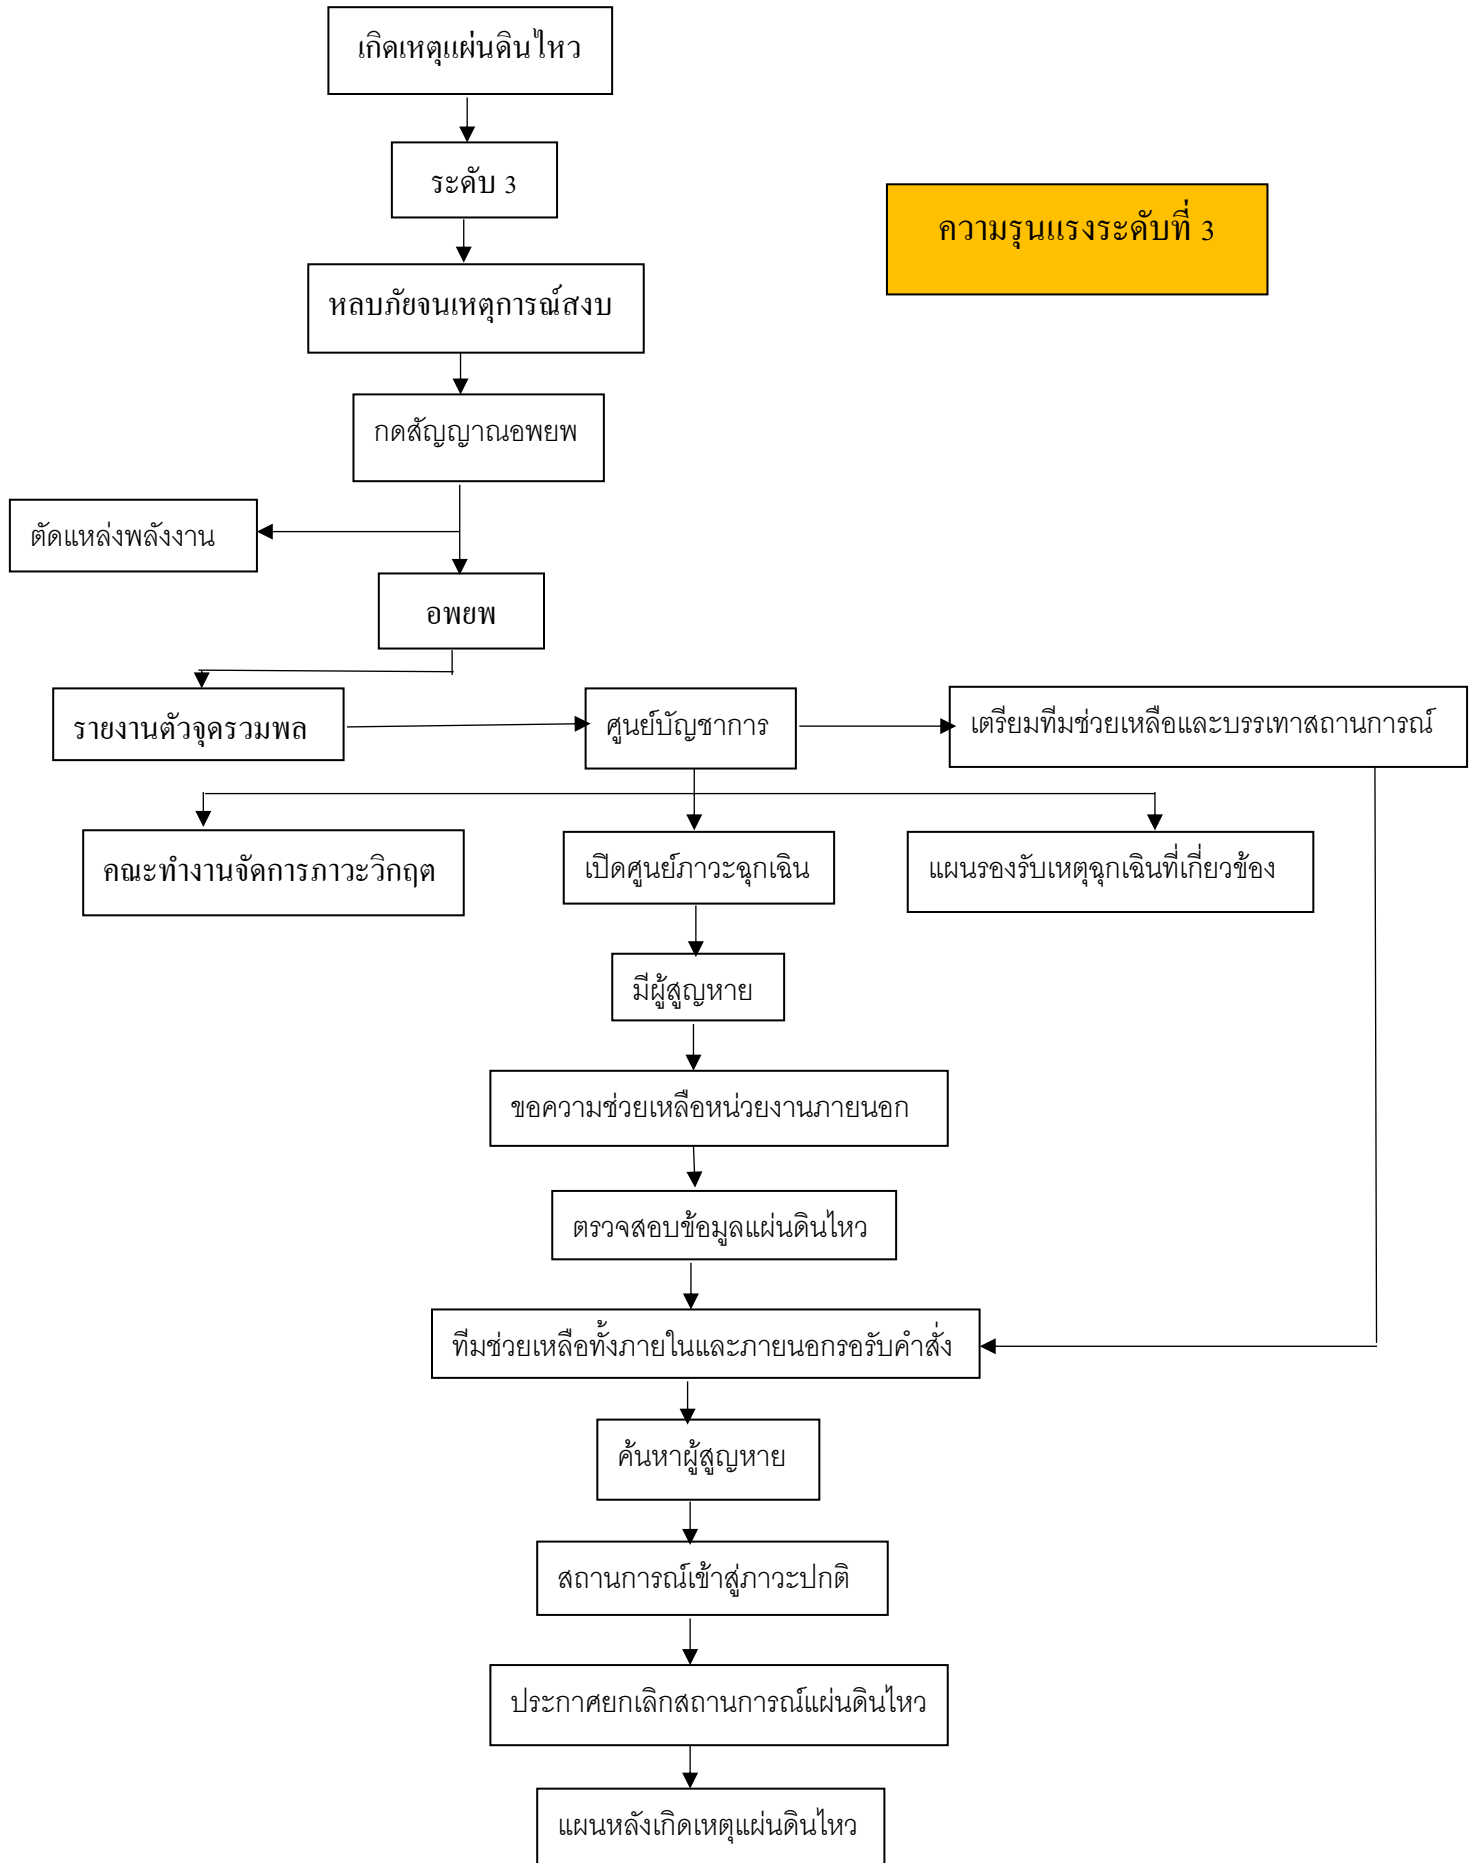 เกิดเหตุแผ่นดินไหว
ระดับ 3
ความรุนแรงระดับที่ 3
หลบภัยจนเหตุการณ์สงบ
กดสัญญาณอพยพ
ตัดแหล่งพลังงาน
อพยพ
รายงานตัวจุดรวมพล
ศูนย์บัญชาการ
เตรียมทีมช่วยเหลือและบรรเทาสถานการณ์
คณะทำงานจัดการภาวะวิกฤต
เปิดศูนย์ภาวะฉุกเฉิน
แผนรองรับเหตุฉุกเฉินที่เกี่ยวข้อง
มีผู้สูญหาย
ขอความช่วยเหลือหน่วยงานภายนอก
ตรวจสอบข้อมูลแผ่นดินไหว
ทีมช่วยเหลือทั้งภายในและภายนอกรอรับคำสั่ง
ค้นหาผู้สูญหาย
สถานการณ์เข้าสู่ภาวะปกติ
ประกาศยกเลิกสถานการณ์แผ่นดินไหว
แผนหลังเกิดเหตุแผ่นดินไหว